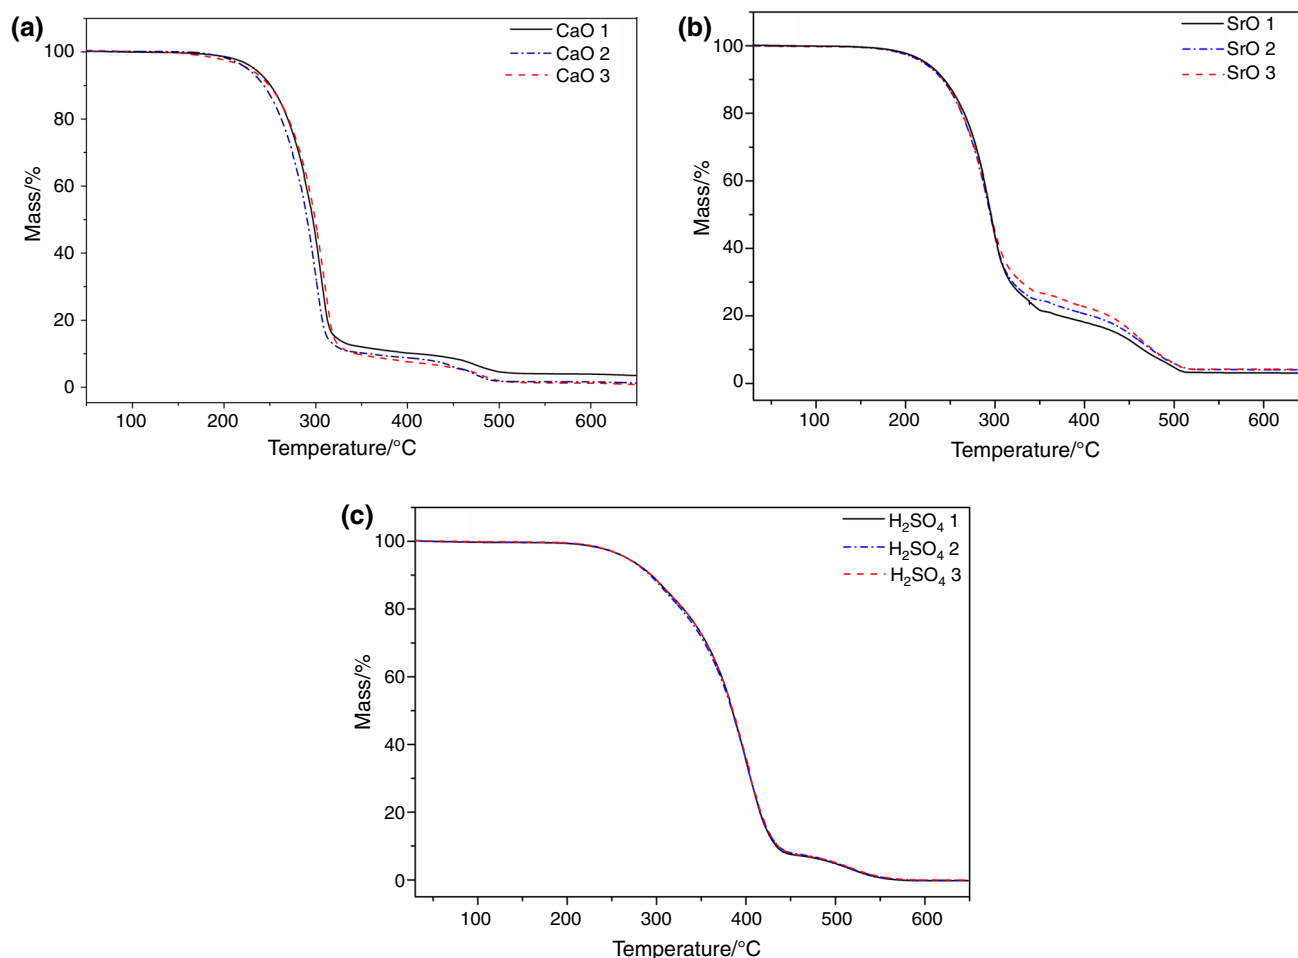 (a)
CaO 1
CaO 2
CaO 3
100
80
60
40
20
0
Mass/%
100 200 300 400 500 600
Temperature/°C
(b)
SrO 1
SrO 2
SrO 3
100
80
60
40
20
0
Mass/%
100 200 300 400 500 600
Temperature/°C
(c)
H₂SO₄ 1
H₂SO₄ 2
H₂SO₄ 3
100
80
60
40
20
0
Mass/%
100 200 300 400 500 600
Temperature/°C